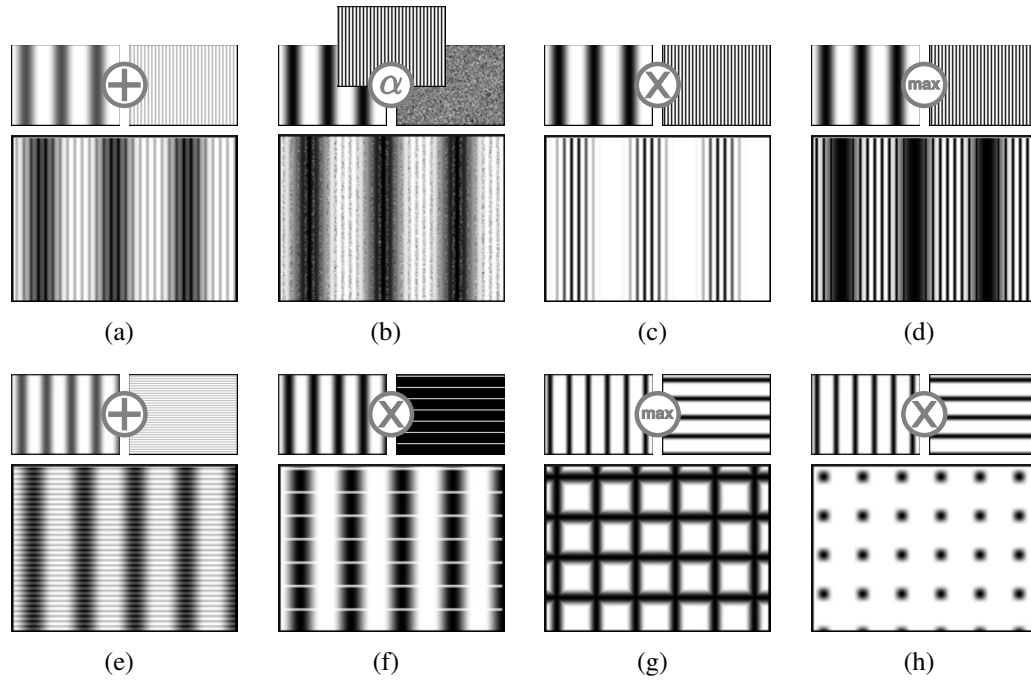 + α X max
(a) (b) (c) (d)
+ X max X
(e) (f) (g) (h)